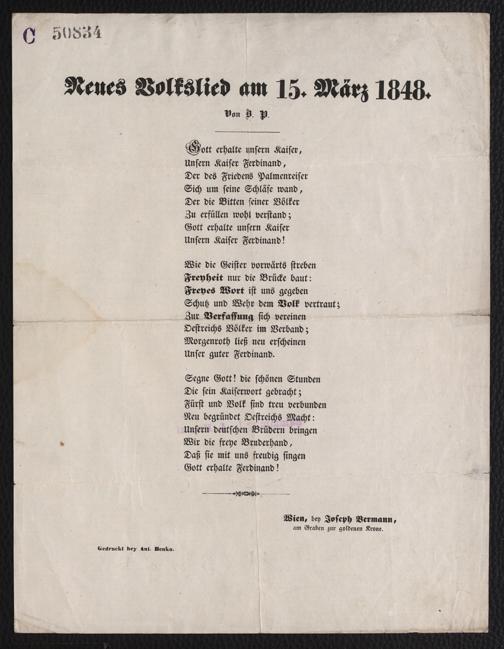 C 50834
Neues Volkslied am 15. März 1848.
Von J. P.
Gott erhalte unsern Kaiser,
Unsern Kaiser Ferdinand,
Der des Friedens Palmenreiser
Sich um seine Schläfe wand,
Der die Bitten seiner Völker
Zu erfüllen wohl verstand;
Gott erhalte unsern Kaiser
Unsern Kaiser Ferdinand!
Wie die Geister vorwärts streben
Freyheit nur die Brücke baut:
Freyes Wort ist uns gegeben
Schutz und Wehr dem Volk vertraut;
Zur Verfassung sich vereinen
Oestreichs Völker im Verband;
Morgenroth ließ neu erscheinen
Unser guter Ferdinand.
Segne Gott! die schönen Stunden
Die sein Kaiserwort gebracht;
Fürst und Volk sind treu verbunden
Neu begründet Oestreichs Macht:
Unsern deutschen Brüdern bringen
Wir die freye Bruderhand,
Daß sie mit uns freudig singen
Gott erhalte Ferdinand!
Wien, bey Joseph Bermann,
am Graben zur goldenen Krone.
Gedruckt bey Ant. Benko.